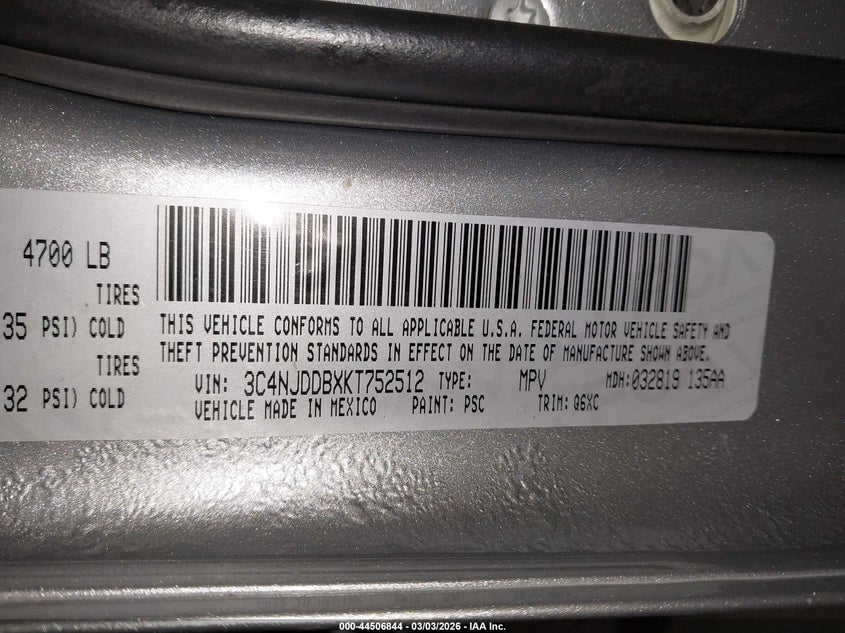 4700 LB
TIRES
35 PSI) COLD
TIRES
32 PSI) COLD
THIS VEHICLE CONFORMS TO ALL APPLICABLE U.S.A. FEDERAL MOTOR VEHICLE SAFETY AND
THEFT PREVENTION STANDARDS IN EFFECT ON THE DATE OF MANUFACTURE SHOWN ABOVE.
VIN: 3C4NJDDBXKT752512 TYPE: MPV MDH:032819 135AA
VEHICLE MADE IN MEXICO PAINT: PSC TRIM: Q6XC
000-44506844 - 03/03/2026 - IAA Inc.